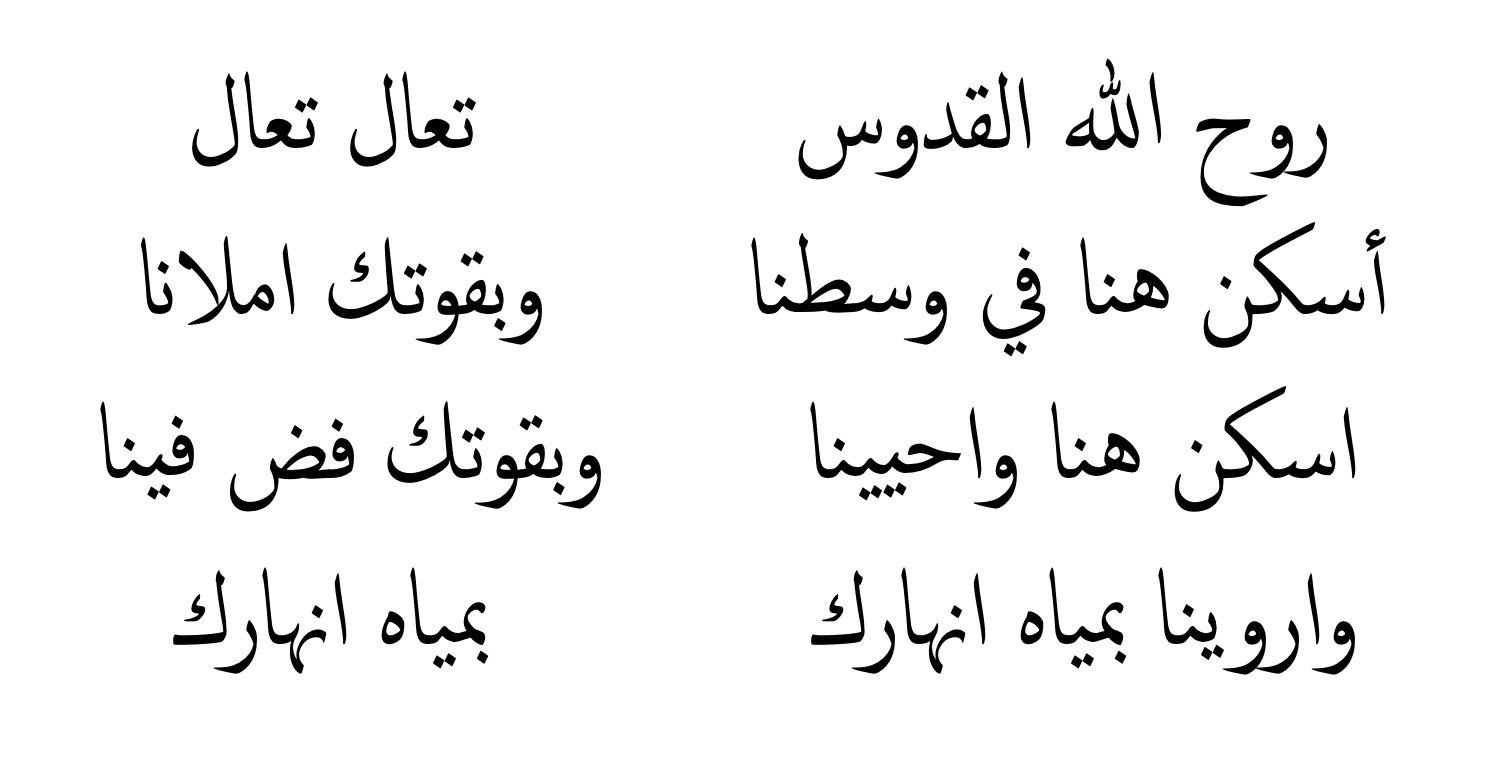 روح الله القدوس تعال تعال
أسكن هنا في وسطنا وبقوتك املانا
اسكن هنا واحيينا وبقوتك فض فينا
واروينا بمياه انهارك بمياه انهارك